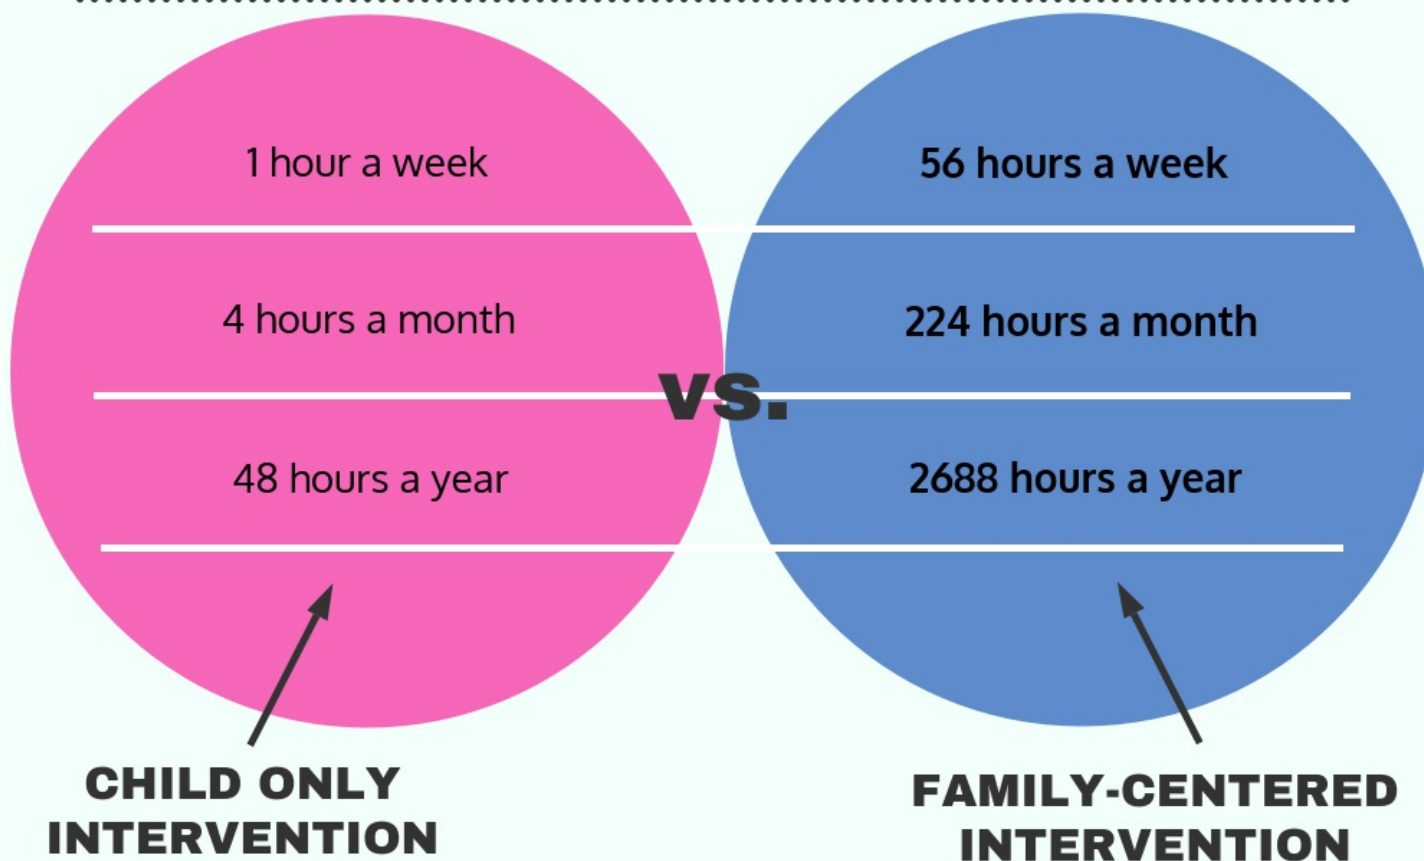 1 hour a week
56 hours a week
4 hours a month
224 hours a month
vs.
48 hours a year
2688 hours a year
CHILD ONLY
INTERVENTION
FAMILY-CENTERED
INTERVENTION